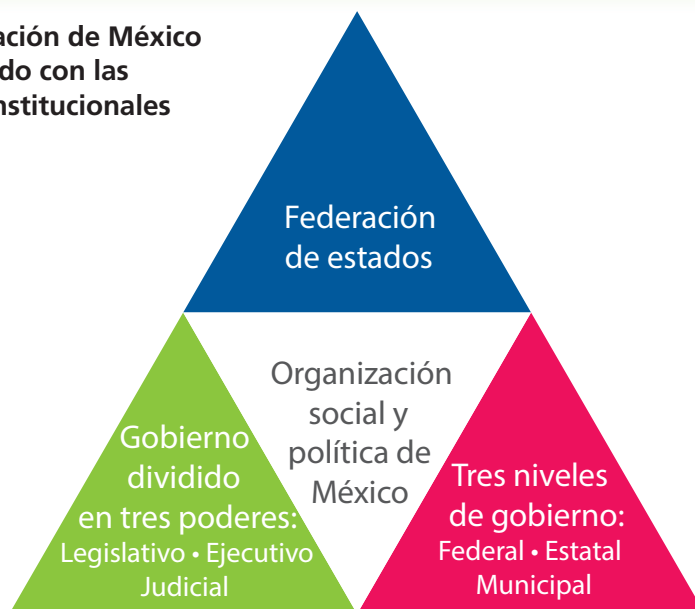 ación de México
do con las
nstitucionales
Federación
de estados
Organización
social y
política de
México
Gobierno
dividido
en tres poderes:
Legislativo • Ejecutivo
Judicial
Tres niveles
de gobierno:
Federal • Estatal
Municipal